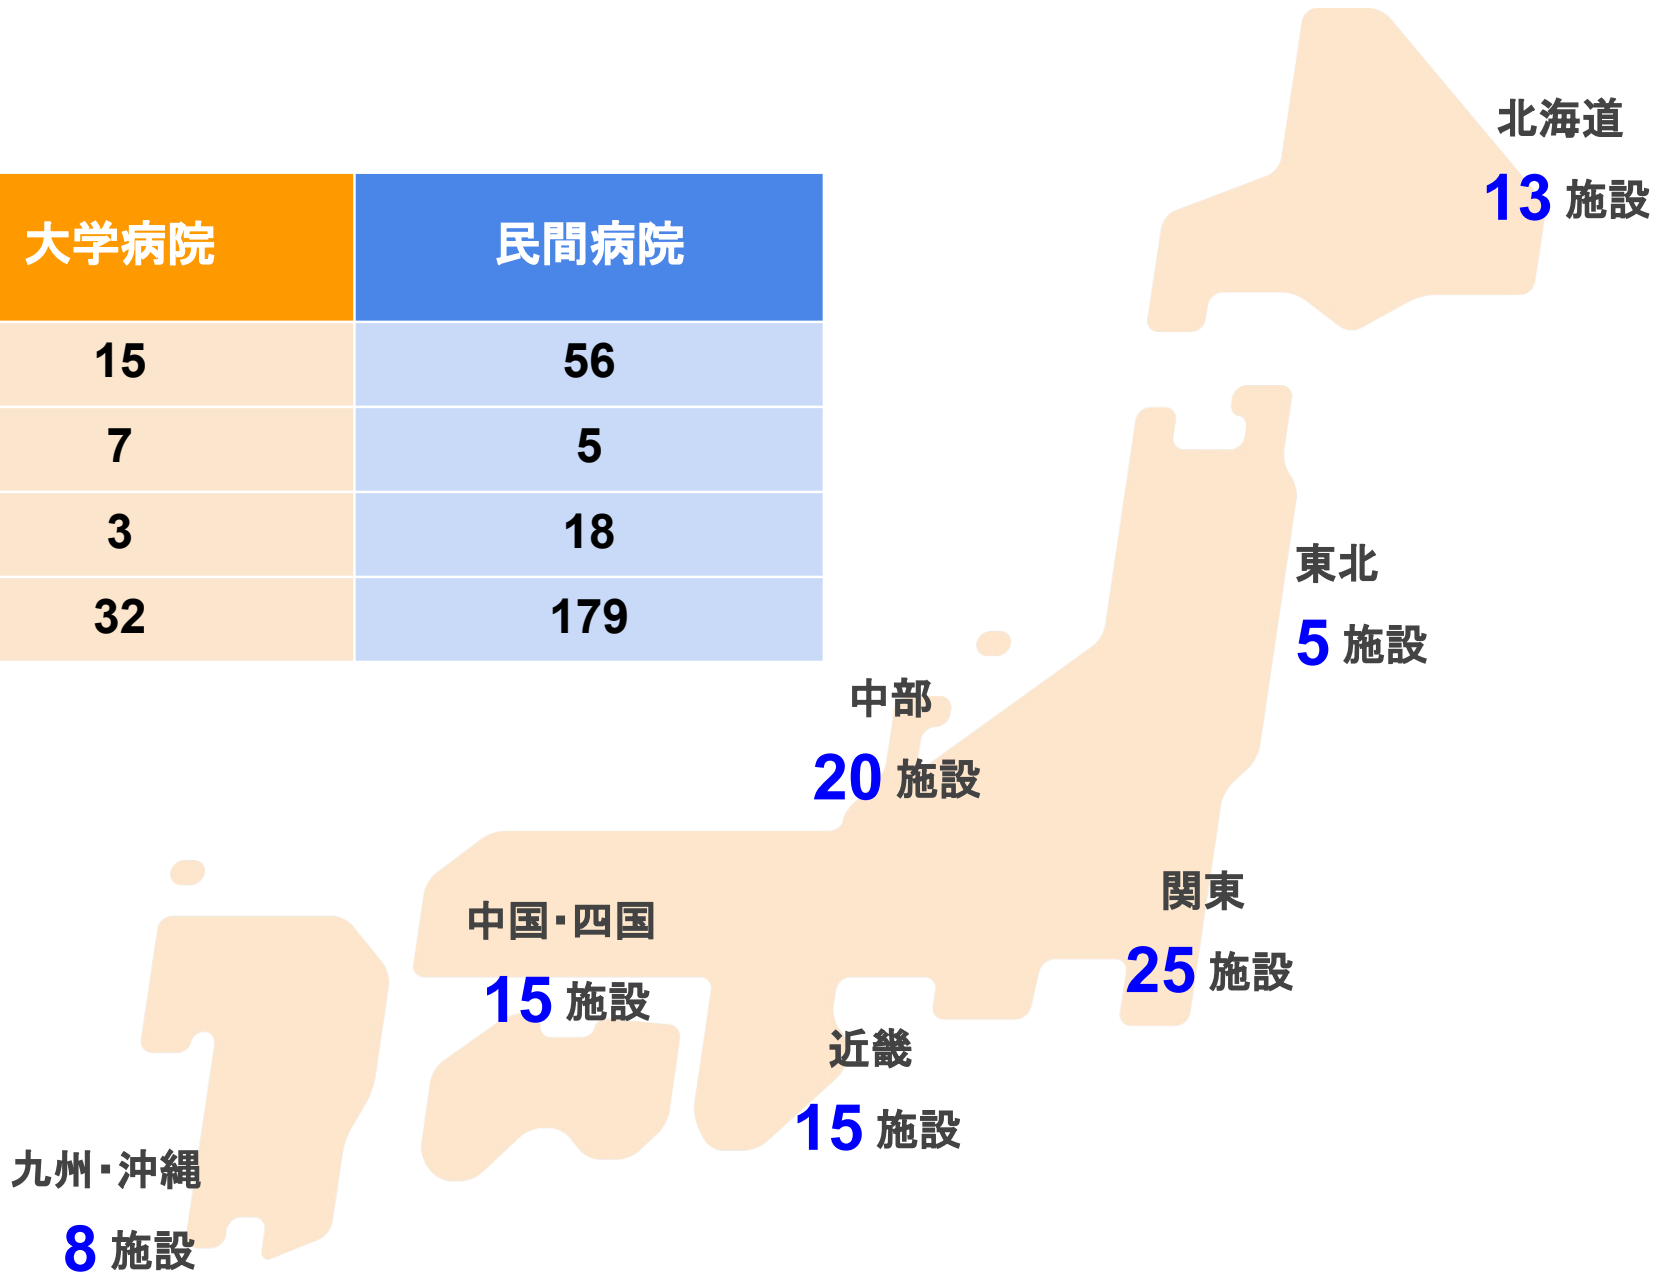 大学病院 民間病院
15 56
7 5
3 18
32 179
北海道
13 施設
東北
5 施設
中部
20 施設
関東
25 施設
中国・四国
15 施設
近畿
15 施設
九州・沖縄
8 施設